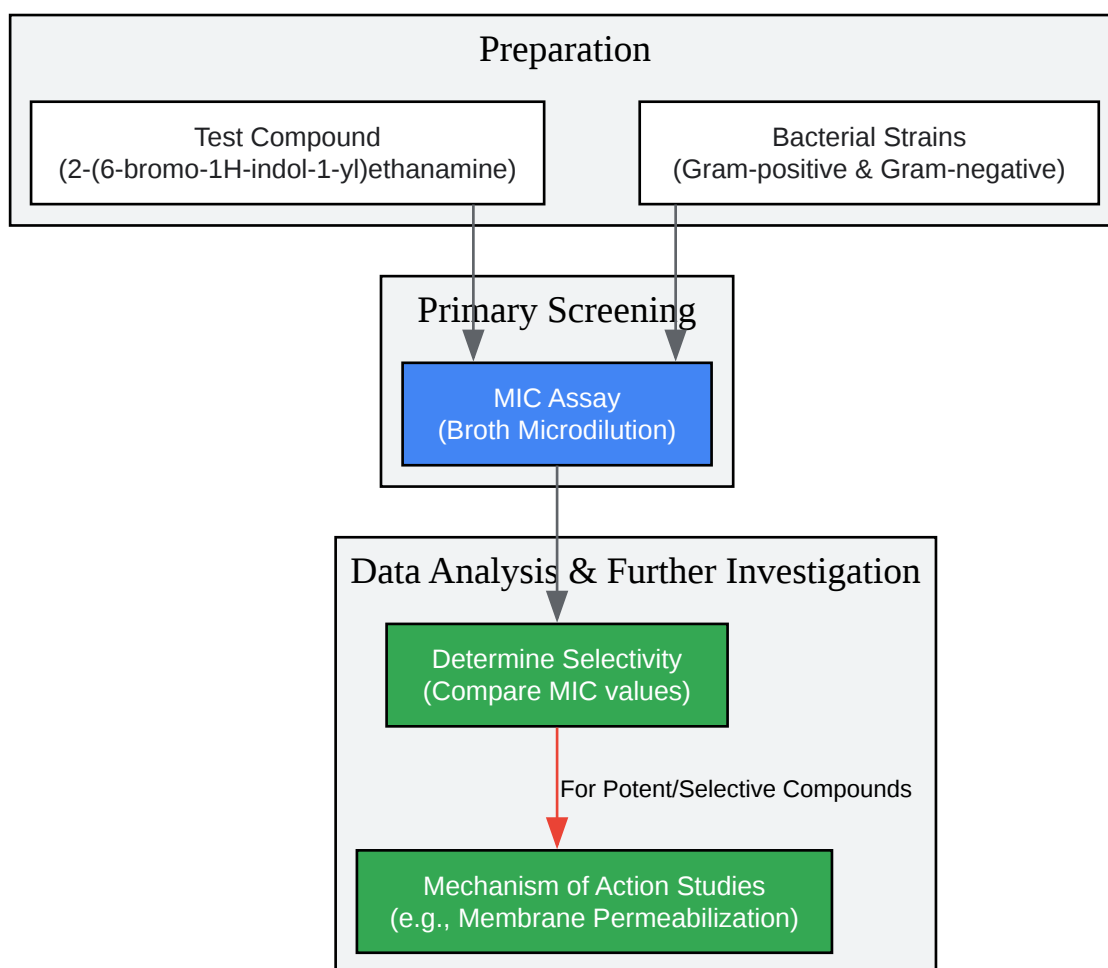 Preparation
Test Compound
(2-(6-bromo-1H-indol-1-yl)ethanamine)
Bacterial Strains
(Gram-positive & Gram-negative)
Primary Screening
MIC Assay
(Broth Microdilution)
Data Analysis & Further Investigation
Determine Selectivity
(Compare MIC values)
For Potent/Selective Compounds
Mechanism of Action Studies
(e.g., Membrane Permeabilization)